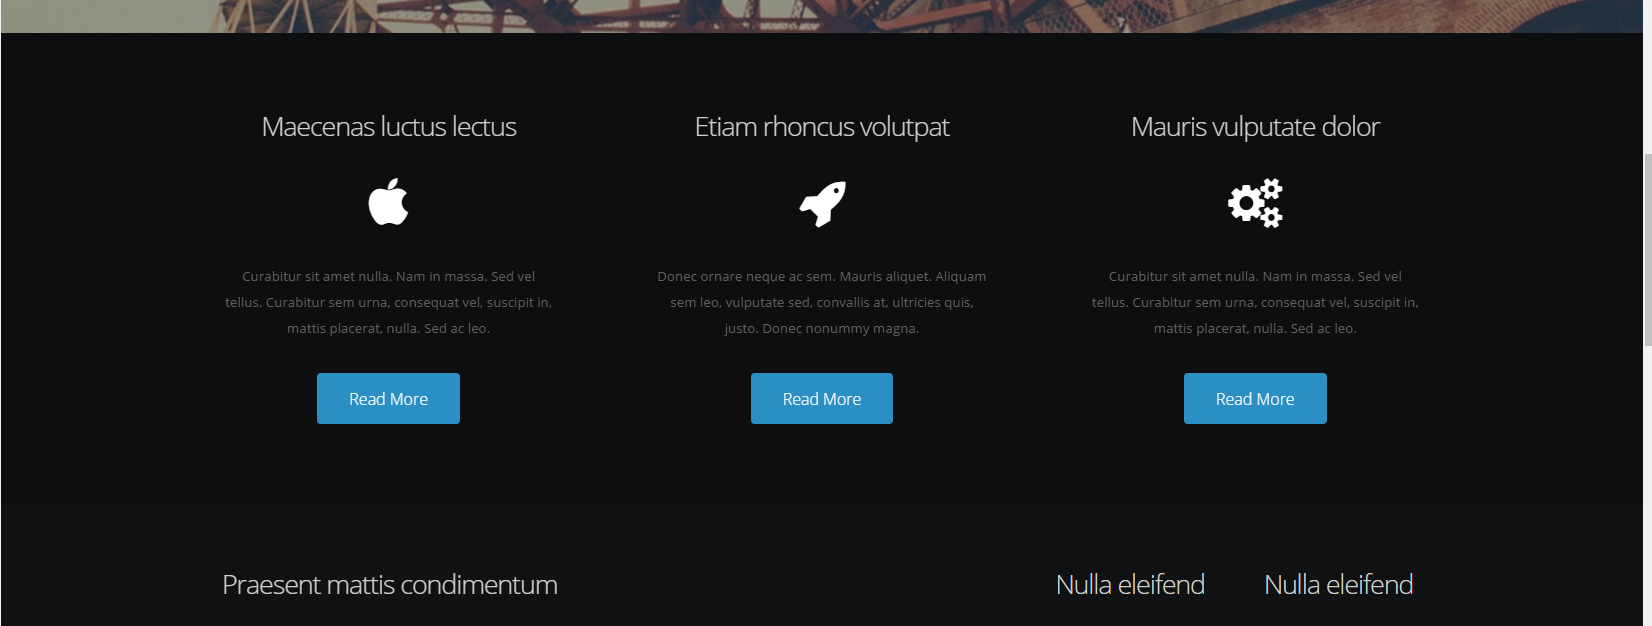 Maecenas luctus lectus
Etiam rhoncus volutpat
Mauris vulputate dolor
Curabitur sit amet nulla. Nam in massa. Sed vel
tellus. Curabitur sem urna, consequat vel, suscipit in,
mattis placerat, nulla. Sed ac leo.
Donec ornare neque ac sem. Mauris aliquet. Aliquam
sem leo, vulputate sed, convallis at, ultricies quis,
justo. Donec nonummy magna.
Curabitur sit amet nulla. Nam in massa. Sed vel
tellus. Curabitur sem urna, consequat vel, suscipit in,
mattis placerat, nulla. Sed ac leo.
Read More
Read More
Read More
Praesent mattis condimentum
Nulla eleifend
Nulla eleifend